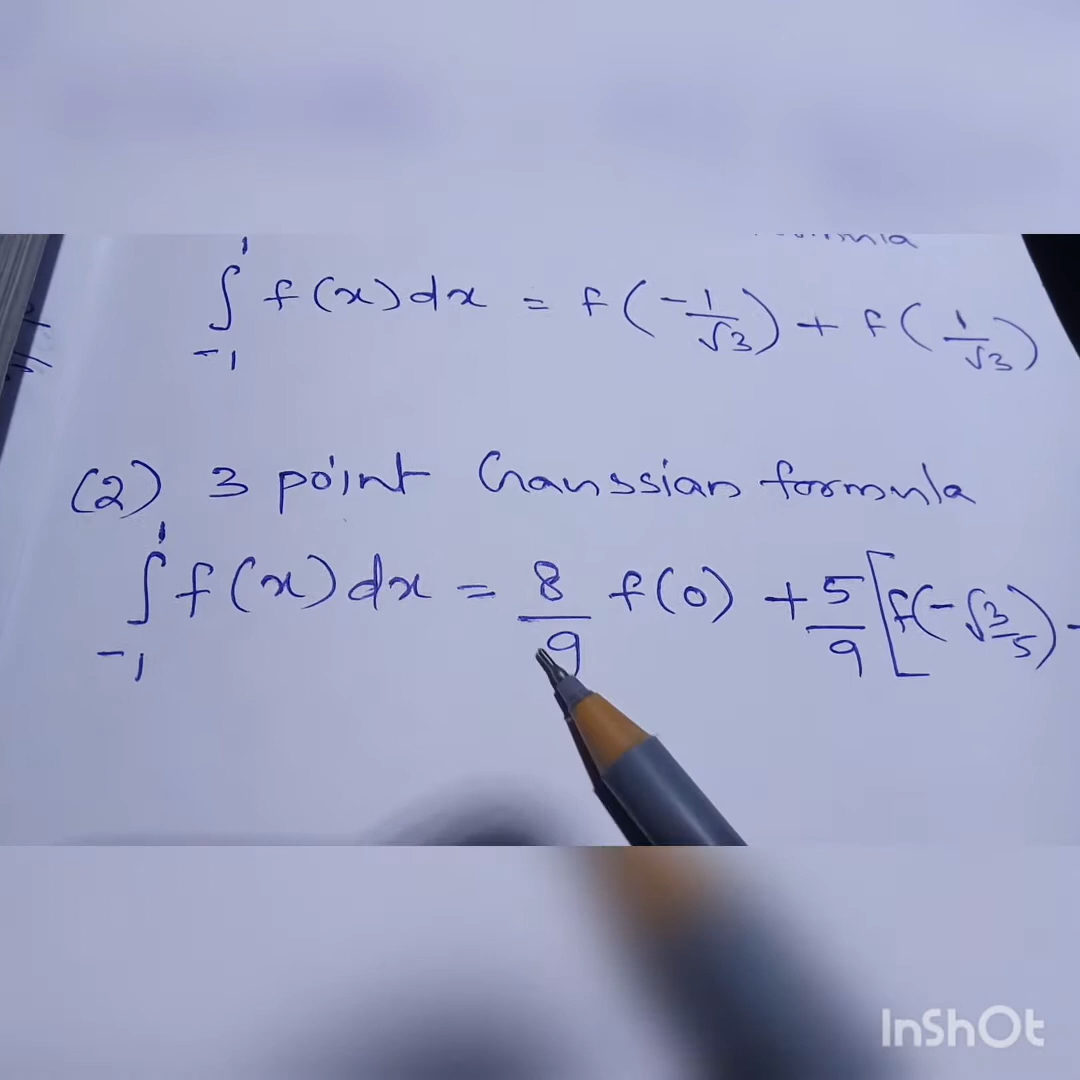 1
∫ f(x) dx = f(-1/√3) + f(1/√3)
-1
(2) 3 point Gaussian formula
1
∫ f(x) dx = 8/9 f(0) + 5/9 [f(-√3/5)
-1
InShOt